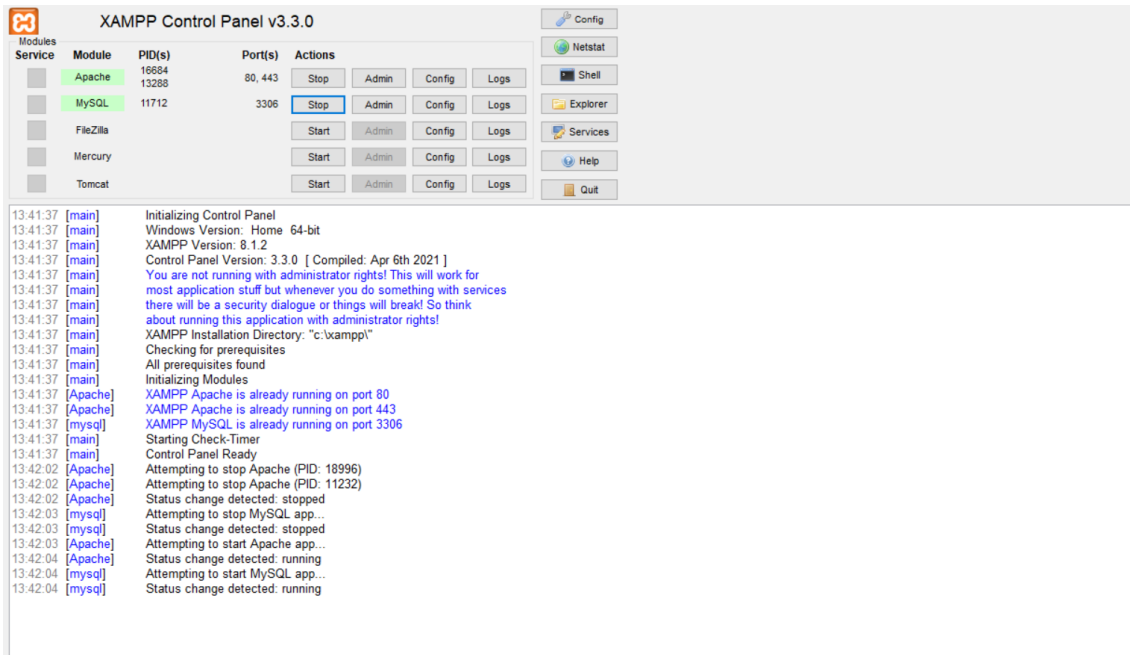 XAMPP Control Panel v3.3.0
Config
Modules
Service Module PID(s) Port(s) Actions
Netstat
Apache 16684 13288 80, 443 Stop Admin Config Logs
Shell
MySQL 11712 3306 Stop Admin Config Logs
Explorer
FileZilla Start Admin Config Logs
Services
Mercury Start Admin Config Logs
Help
Tomcat Start Admin Config Logs
Quit
13:41:37 [main] Initializing Control Panel
13:41:37 [main] Windows Version: Home 64-bit
13:41:37 [main] XAMPP Version: 8.1.2
13:41:37 [main] Control Panel Version: 3.3.0 [ Compiled: Apr 6th 2021 ]
13:41:37 [main] You are not running with administrator rights! This will work for
13:41:37 [main] most application stuff but whenever you do something with services
13:41:37 [main] there will be a security dialogue or things will break! So think
13:41:37 [main] about running this application with administrator rights!
13:41:37 [main] XAMPP Installation Directory: "c:\xampp\"
13:41:37 [main] Checking for prerequisites
13:41:37 [main] All prerequisites found
13:41:37 [main] Initializing Modules
13:41:37 [Apache] XAMPP Apache is already running on port 80
13:41:37 [Apache] XAMPP Apache is already running on port 443
13:41:37 [mysql] XAMPP MySQL is already running on port 3306
13:41:37 [main] Starting Check-Timer
13:41:37 [main] Control Panel Ready
13:42:02 [Apache] Attempting to stop Apache (PID: 18996)
13:42:02 [Apache] Attempting to stop Apache (PID: 11232)
13:42:02 [Apache] Status change detected: stopped
13:42:03 [mysql] Attempting to stop MySQL app...
13:42:03 [mysql] Status change detected: stopped
13:42:03 [Apache] Attempting to start Apache app...
13:42:04 [Apache] Status change detected: running
13:42:04 [mysql] Attempting to start MySQL app...
13:42:04 [mysql] Status change detected: running